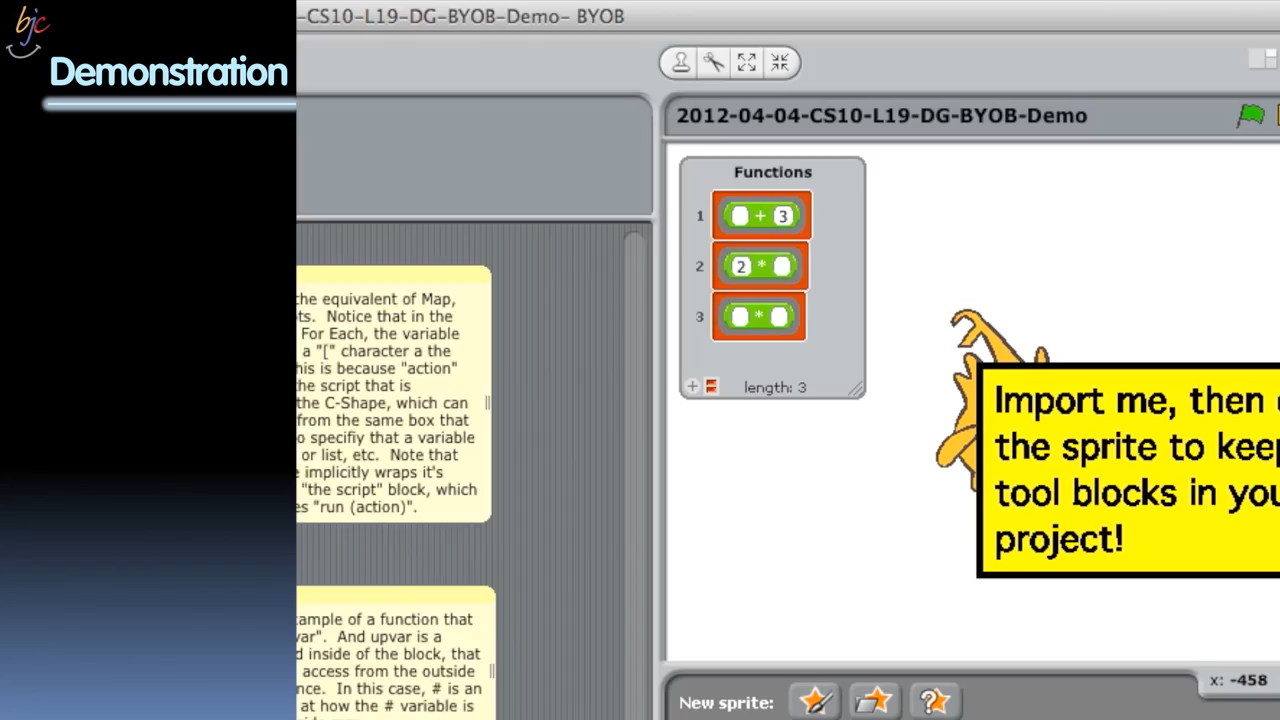 bjc
Demonstration
-CS10-L19-DG-BYOB-Demo- BYOB
2012-04-04-CS10-L19-DG-BYOB-Demo
Functions
1 + 3
2 2 *
3 *
+ length: 3
the equivalent of Map,
ts. Notice that in the
For Each, the variable
a "[" character a the
his is because "action"
the script that is
the C-Shape, which can
from the same box that
o specifiy that a variable
or list, etc. Note that
implicitly wraps it's
"the script" block, which
es "run (action)".
ample of a function that
var". And upvar is a
d inside of the block, that
access from the outside
nce. In this case, # is an
at how the # variable is
Import me, then
the sprite to keep
tool blocks in you
project!
x: -458
New sprite: